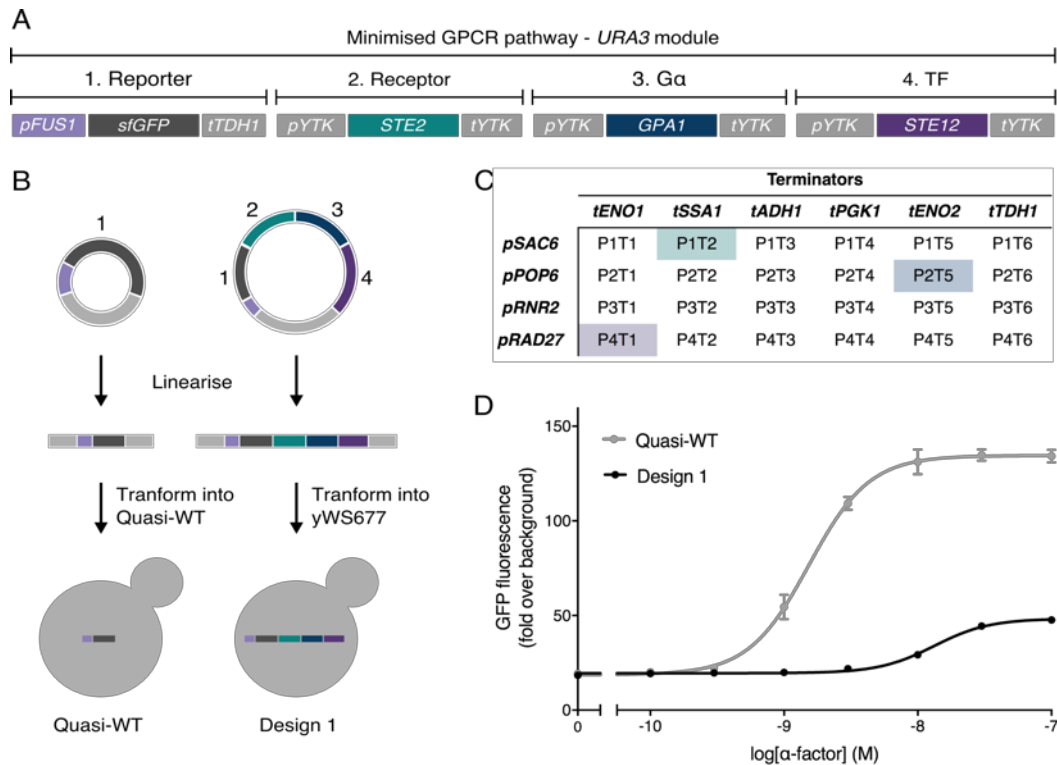 A
Minimised GPCR pathway - URA3 module
1. Reporter 2. Receptor 3. Gα 4. TF
pFUS1 sfGFP tTDH1 pYTK STE2 tYTK pYTK GPA1 tYTK pYTK STE12 tYTK
B
1
2 3
1 4
Linearise
Tranform into
Quasi-WT
Tranform into
yWS677
Quasi-WT Design 1
C
Terminators
tENO1 tSSA1 tADH1 tPGK1 tENO2 tTDH1
pSAC6 P1T1 P1T2 P1T3 P1T4 P1T5 P1T6
pPOP6 P2T1 P2T2 P2T3 P2T4 P2T5 P2T6
pRNR2 P3T1 P3T2 P3T3 P3T4 P3T5 P3T6
pRAD27 P4T1 P4T2 P4T3 P4T4 P4T5 P4T6
D
Quasi-WT
Design 1
GFP fluorescence
(fold over background)
150
100
50
0
0 -10 -9 -8 -7
log[α-factor] (M)